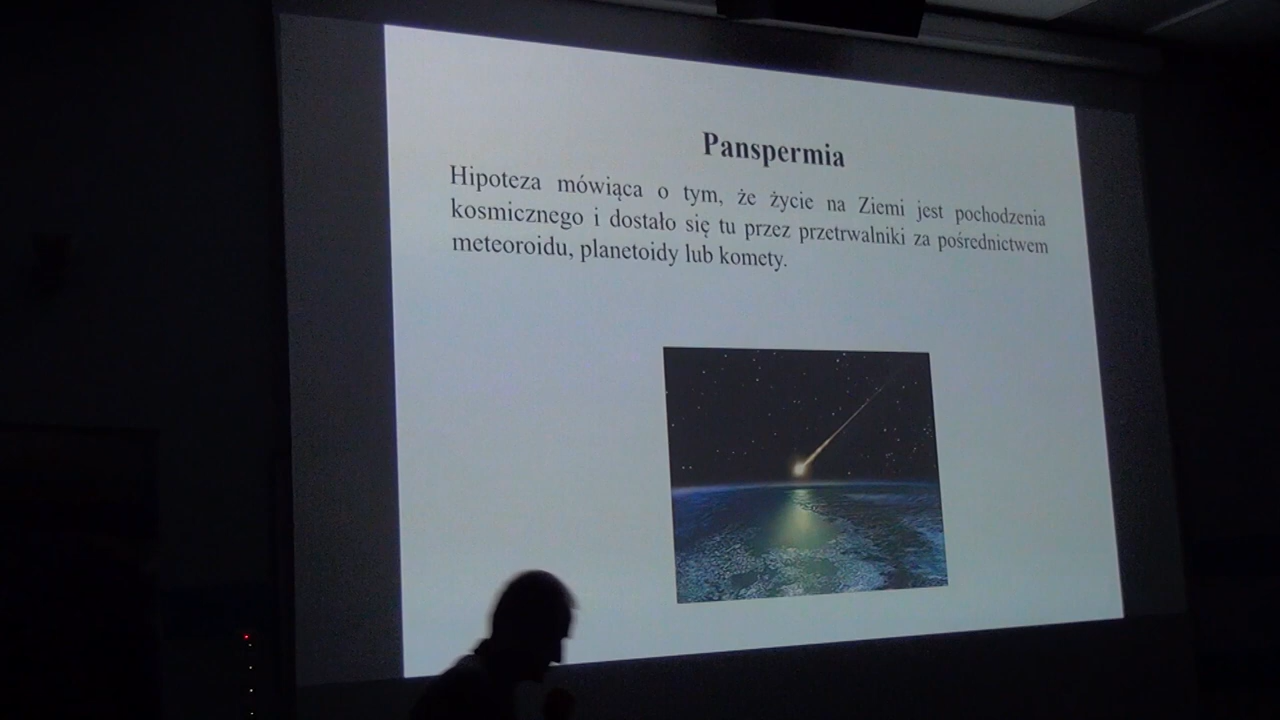 Panspermia
Hipoteza mówiąca o tym, że życie na Ziemi jest pochodzenia
kosmicznego i dostało się tu przez przetrwalniki za pośrednictwem
meteoroidu, planetoidy lub komety.